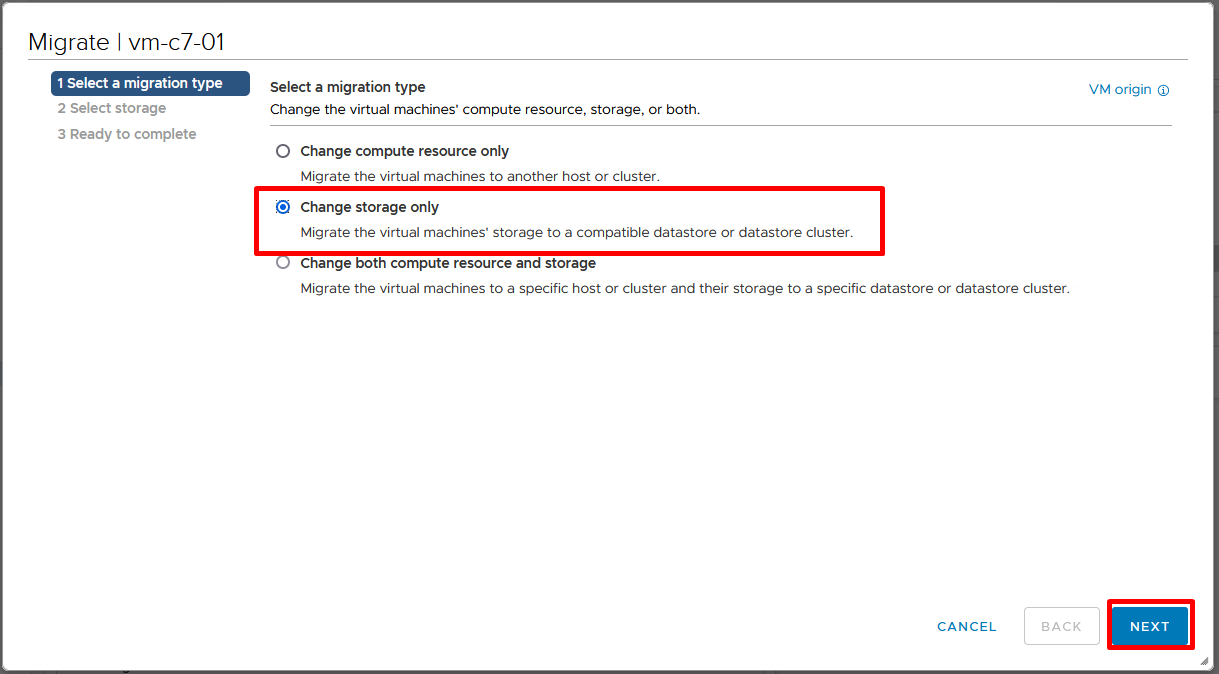 Migrate | vm-c7-01
1 Select a migration type
2 Select storage
3 Ready to complete
Select a migration type
VM origin
Change the virtual machines' compute resource, storage, or both.
Change compute resource only
Migrate the virtual machines to another host or cluster.
Change storage only
Migrate the virtual machines' storage to a compatible datastore or datastore cluster.
Change both compute resource and storage
Migrate the virtual machines to a specific host or cluster and their storage to a specific datastore or datastore cluster.
CANCEL
BACK
NEXT